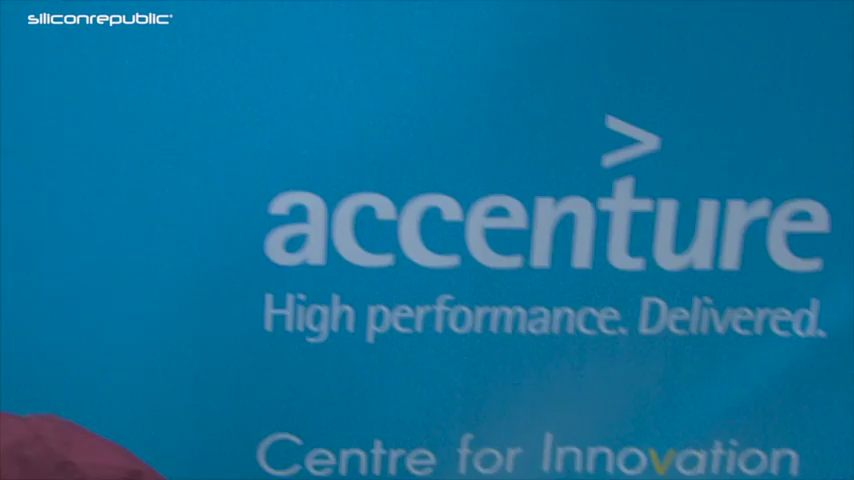 siliconrepublic
>
accenture
High performance. Delivered.
Centre for Innovation